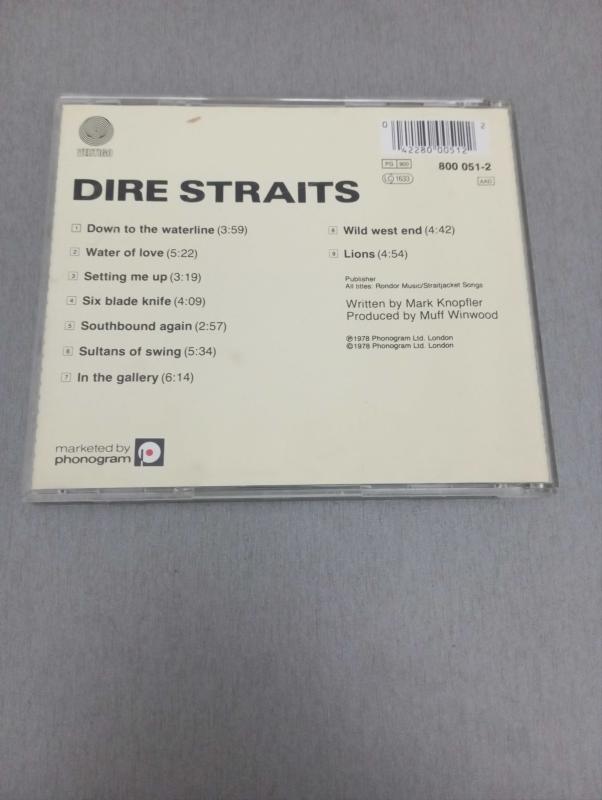 VERTIGO
0 42280 00512 2
PG 900
800 051-2
LC 1633
AAD
DIRE STRAITS
1 Down to the waterline (3:59)
2 Water of love (5:22)
3 Setting me up (3:19)
4 Six blade knife (4:09)
5 Southbound again (2:57)
6 Sultans of swing (5:34)
7 In the gallery (6:14)
8 Wild west end (4:42)
9 Lions (4:54)
Publisher
All titles: Rondor Music/Straitjacket Songs
Written by Mark Knopfler
Produced by Muff Winwood
℗1978 Phonogram Ltd. London
©1978 Phonogram Ltd. London
marketed by
phonogram